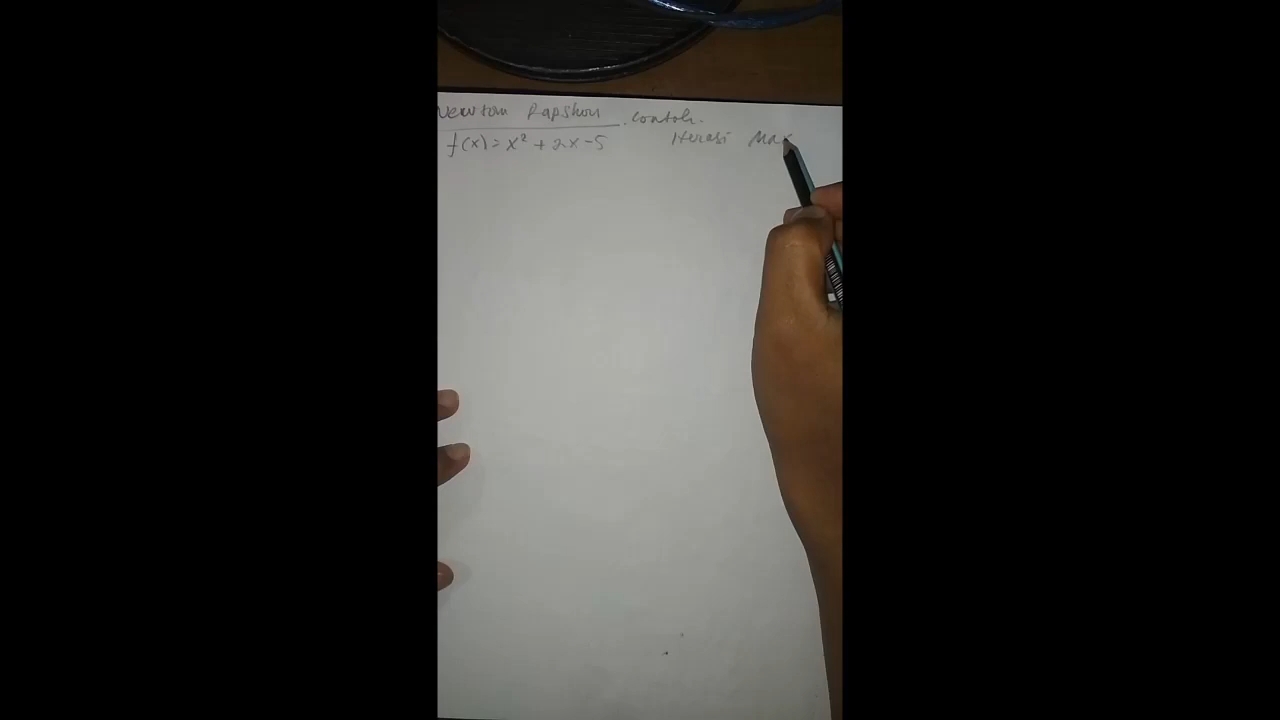 Newton Rapshon contoh.
f(x) = x² + 2x - 5 Iterasi Max